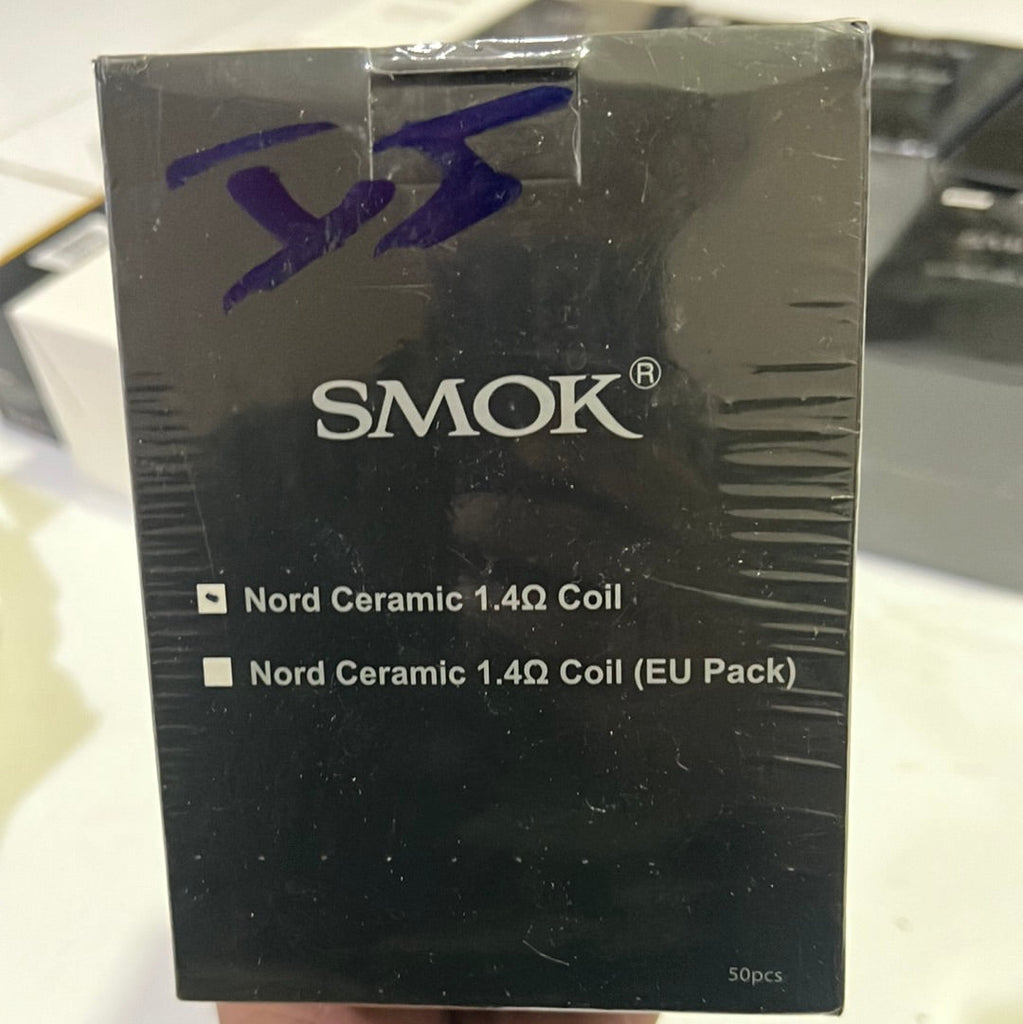 SMOK®
Nord Ceramic 1.4Ω Coil
Nord Ceramic 1.4Ω Coil (EU Pack)
50pcs